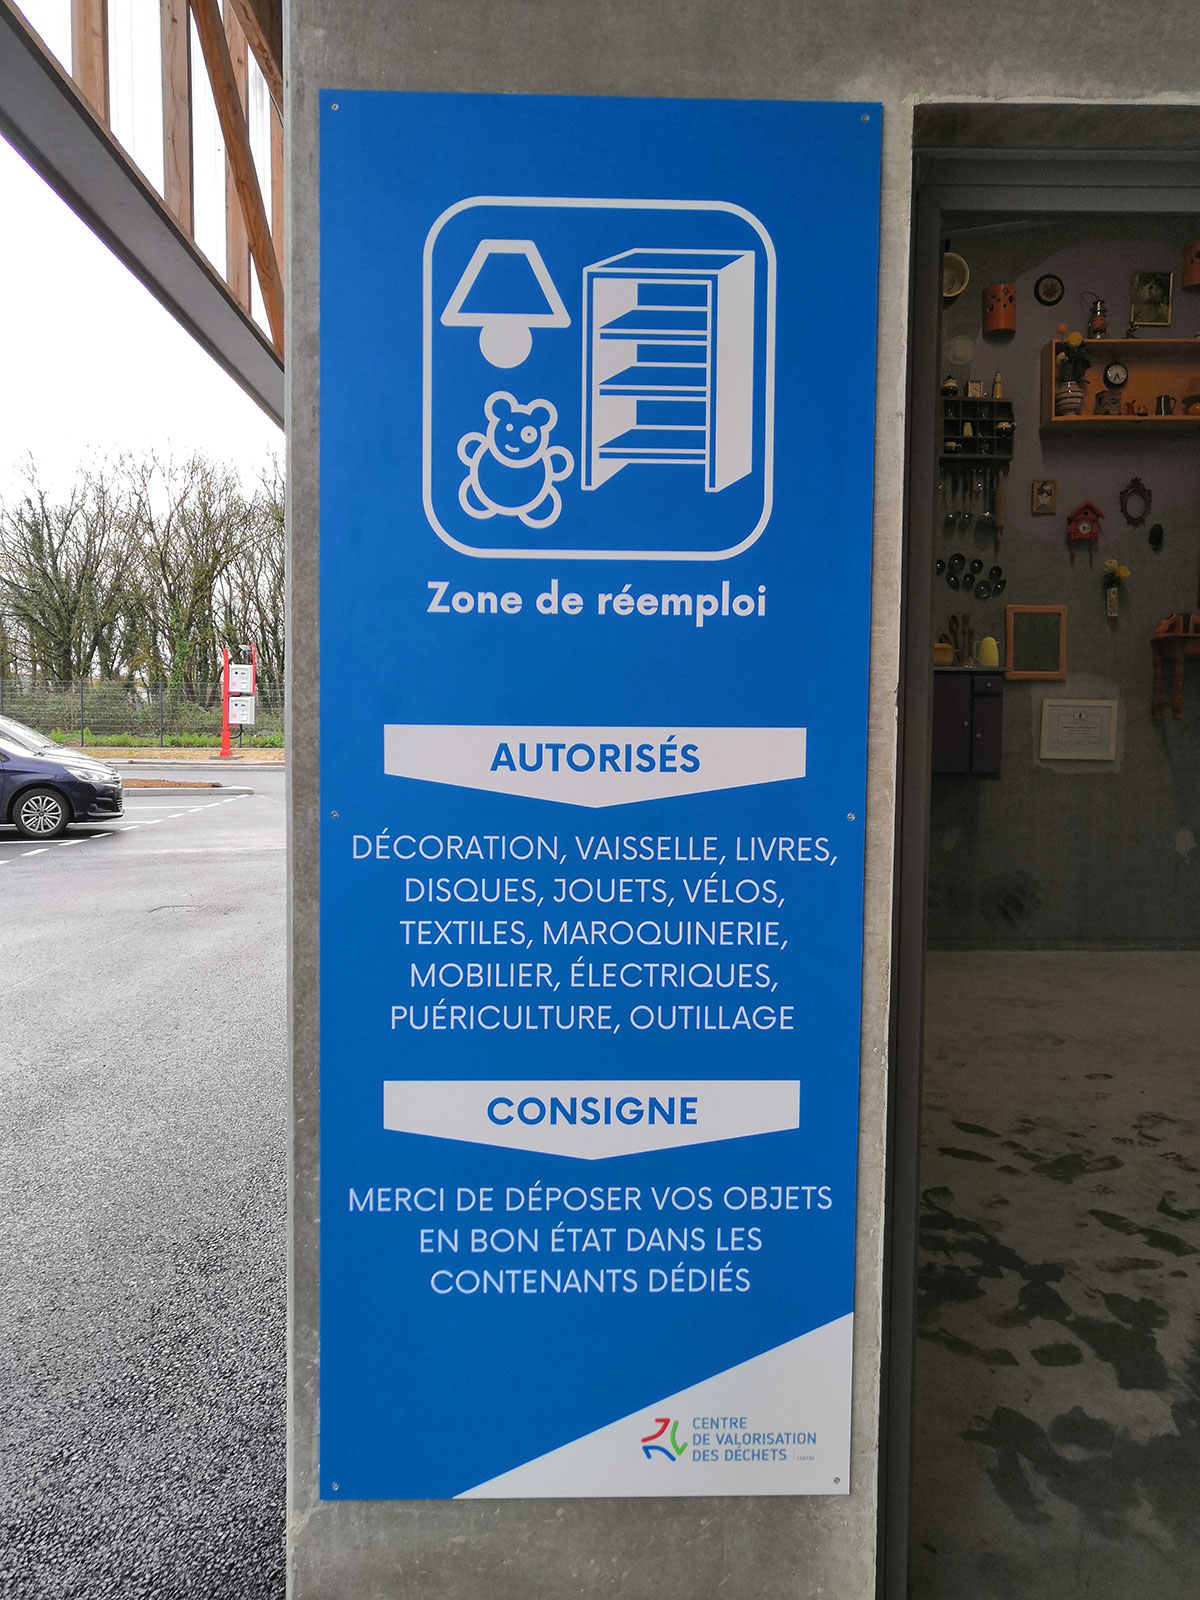 Zone de réemploi
AUTORISÉS
DÉCORATION, VAISSELLE, LIVRES,
DISQUES, JOUETS, VÉLOS,
TEXTILES, MAROQUINERIE,
MOBILIER, ÉLECTRIQUES,
PUÉRICULTURE, OUTILLAGE
CONSIGNE
MERCI DE DÉPOSER VOS OBJETS
EN BON ÉTAT DANS LES
CONTENANTS DÉDIÉS
CENTRE
DE VALORISATION
DES DÉCHETS